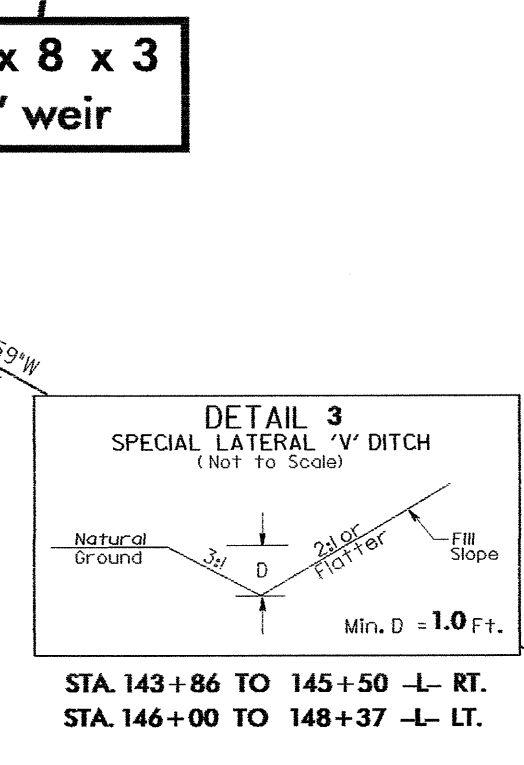 x 8 x 3
' weir
59"W
DETAIL 3
SPECIAL LATERAL 'V' DITCH
(Not to Scale)
Natural
Ground
3:1
D
2:1 or
Flatter
Fill
Slope
Min. D = 1.0 Ft.
STA. 143+86 TO 145+50 -L- RT.
STA. 146+00 TO 148+37 -L- LT.